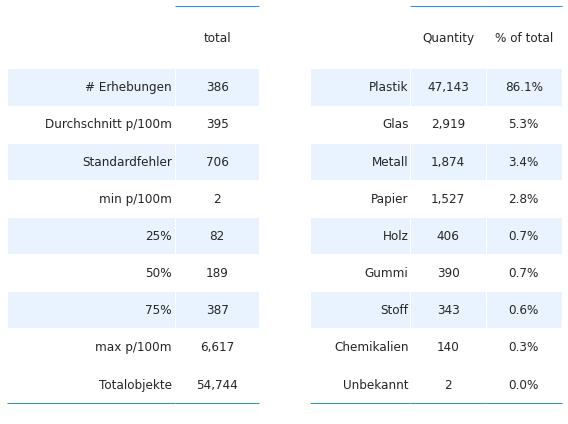 total
# Erhebungen 386
Durchschnitt p/100m 395
Standardfehler 706
min p/100m 2
25% 82
50% 189
75% 387
max p/100m 6,617
Totalobjekte 54,744
Quantity % of total
Plastik 47,143 86.1%
Glas 2,919 5.3%
Metall 1,874 3.4%
Papier 1,527 2.8%
Holz 406 0.7%
Gummi 390 0.7%
Stoff 343 0.6%
Chemikalien 140 0.3%
Unbekannt 2 0.0%